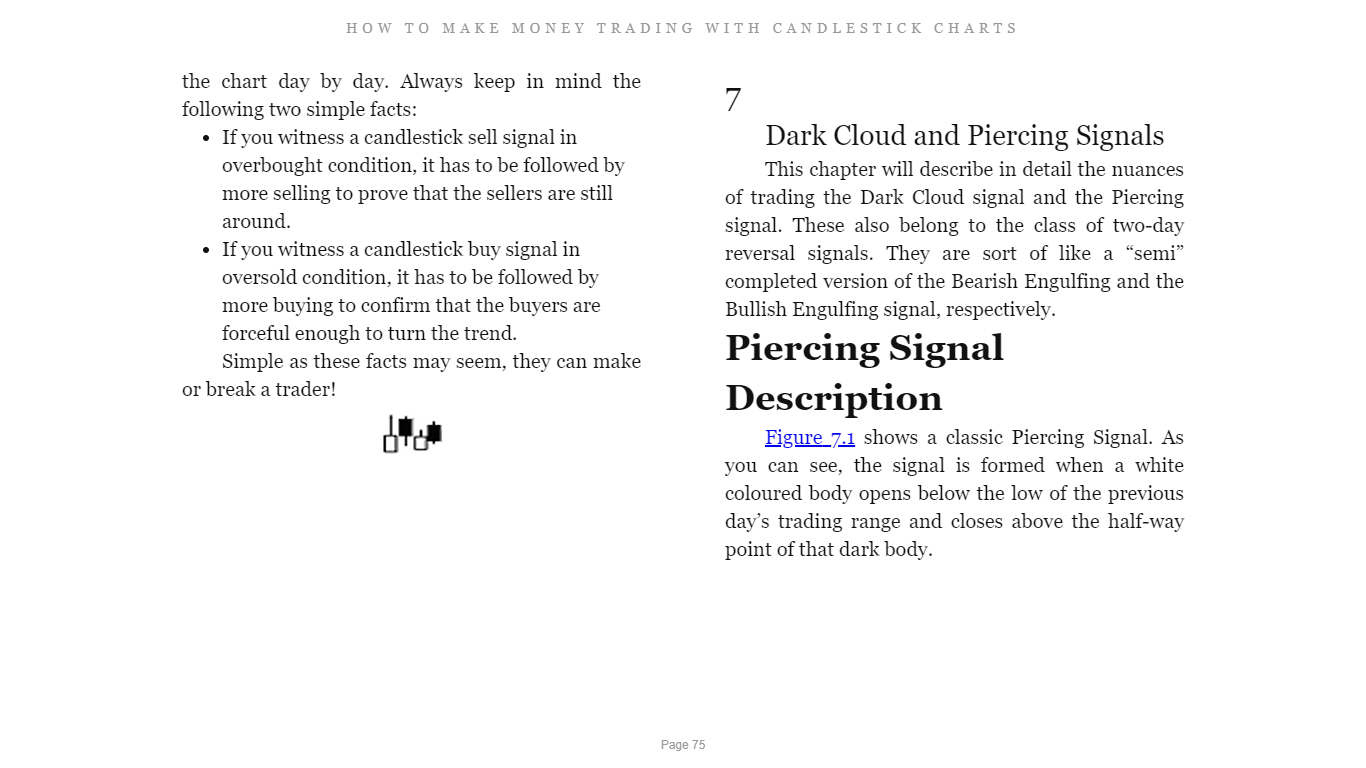 HOW TO MAKE MONEY TRADING WITH CANDLESTICK CHARTS
the chart day by day. Always keep in mind the
following two simple facts:
• If you witness a candlestick sell signal in
overbought condition, it has to be followed by
more selling to prove that the sellers are still
around.
• If you witness a candlestick buy signal in
oversold condition, it has to be followed by
more buying to confirm that the buyers are
forceful enough to turn the trend.
Simple as these facts may seem, they can make
or break a trader!
7
Dark Cloud and Piercing Signals
This chapter will describe in detail the nuances
of trading the Dark Cloud signal and the Piercing
signal. These also belong to the class of two-day
reversal signals. They are sort of like a “semi”
completed version of the Bearish Engulfing and the
Bullish Engulfing signal, respectively.
Piercing Signal
Description
Figure 7.1 shows a classic Piercing Signal. As
you can see, the signal is formed when a white
coloured body opens below the low of the previous
day’s trading range and closes above the half-way
point of that dark body.
Page 75